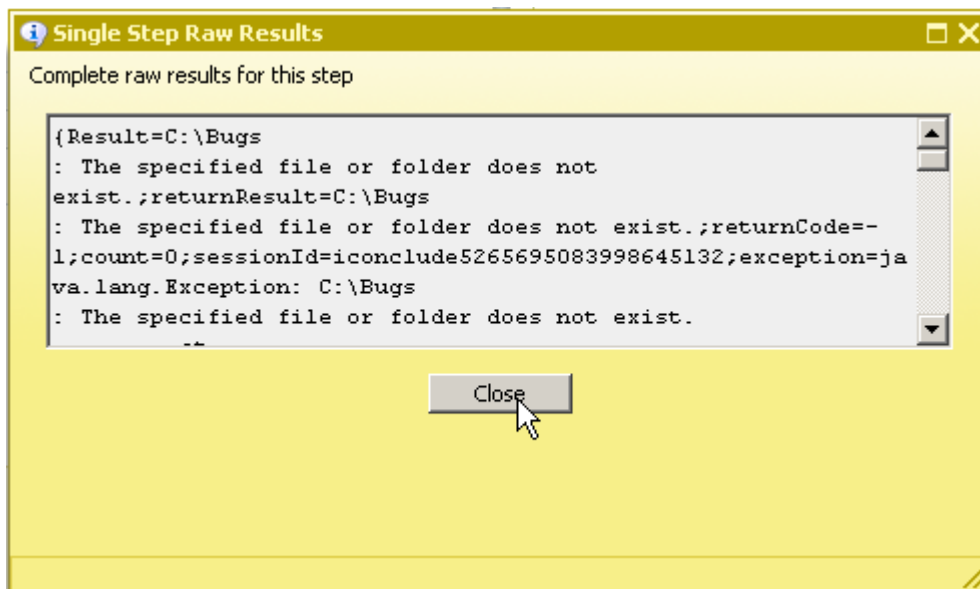 Single Step Raw Results
Complete raw results for this step
{Result=C:\Bugs
: The specified file or folder does not
exist.;returnResult=C:\Bugs
: The specified file or folder does not exist.;returnCode=-
1;count=0;sessionId=iconclude5265695083998645132;exception=ja
va.lang.Exception: C:\Bugs
: The specified file or folder does not exist.
Close